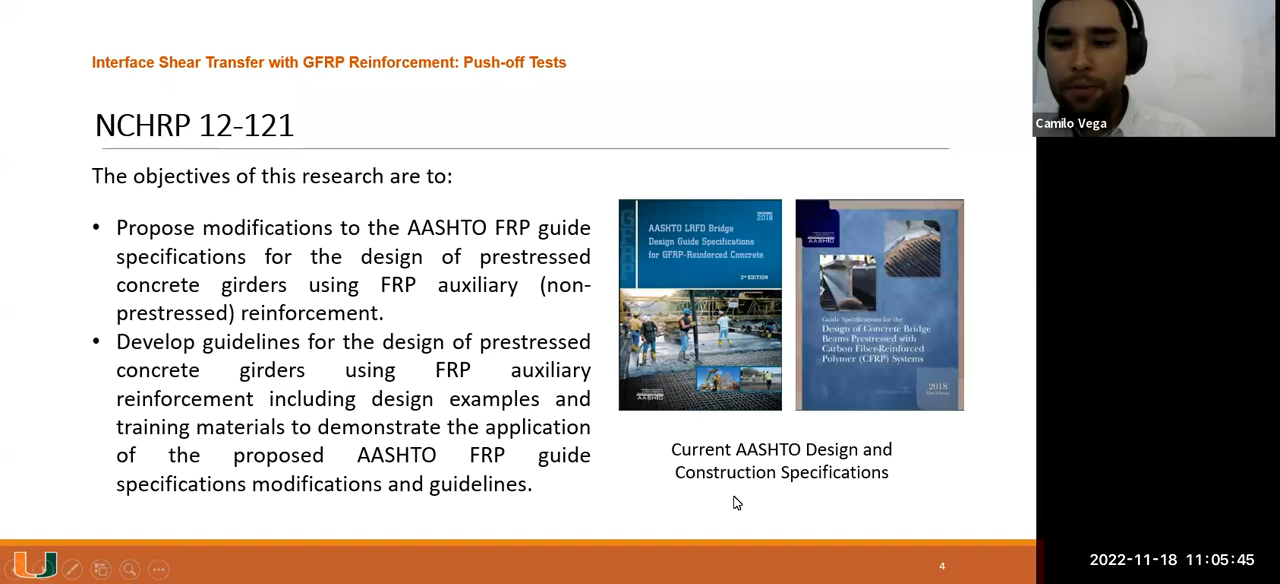 Interface Shear Transfer with GFRP Reinforcement: Push-off Tests
NCHRP 12-121
The objectives of this research are to:
• Propose modifications to the AASHTO FRP guide
specifications for the design of prestressed
concrete girders using FRP auxiliary (non-
prestressed) reinforcement.
• Develop guidelines for the design of prestressed
concrete girders using FRP auxiliary
reinforcement including design examples and
training materials to demonstrate the application
of the proposed AASHTO FRP guide
specifications modifications and guidelines.
GFRP
2018
AASHTO LRFD Bridge
Design Guide Specifications
for GFRP-Reinforced Concrete
2ND EDITION
AASHTO
AASHTO
Guide Specifications for the
Design of Concrete Bridge
Beams Prestressed with
Carbon Fiber-Reinforced
Polymer (CFRP) Systems
2018
First Edition
Current AASHTO Design and
Construction Specifications
4
Camilo Vega
2022-11-18 11:05:45